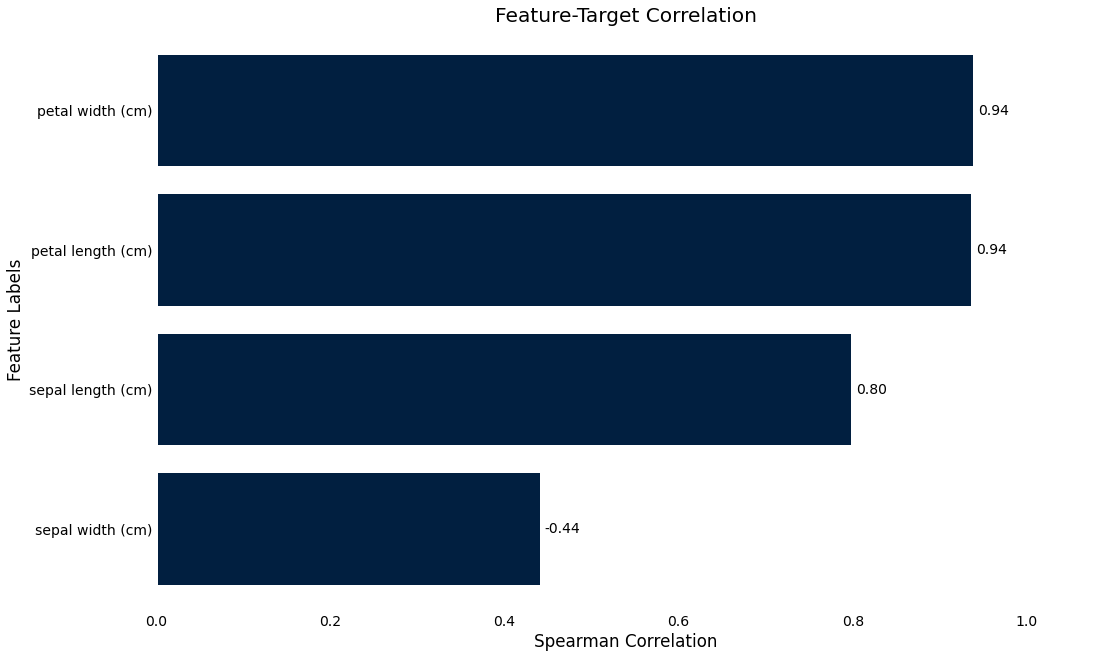 Feature-Target Correlation
petal width (cm)
0.94
petal length (cm)
0.94
sepal length (cm)
0.80
sepal width (cm)
-0.44
Feature Labels
0.0 0.2 0.4 0.6 0.8 1.0
Spearman Correlation